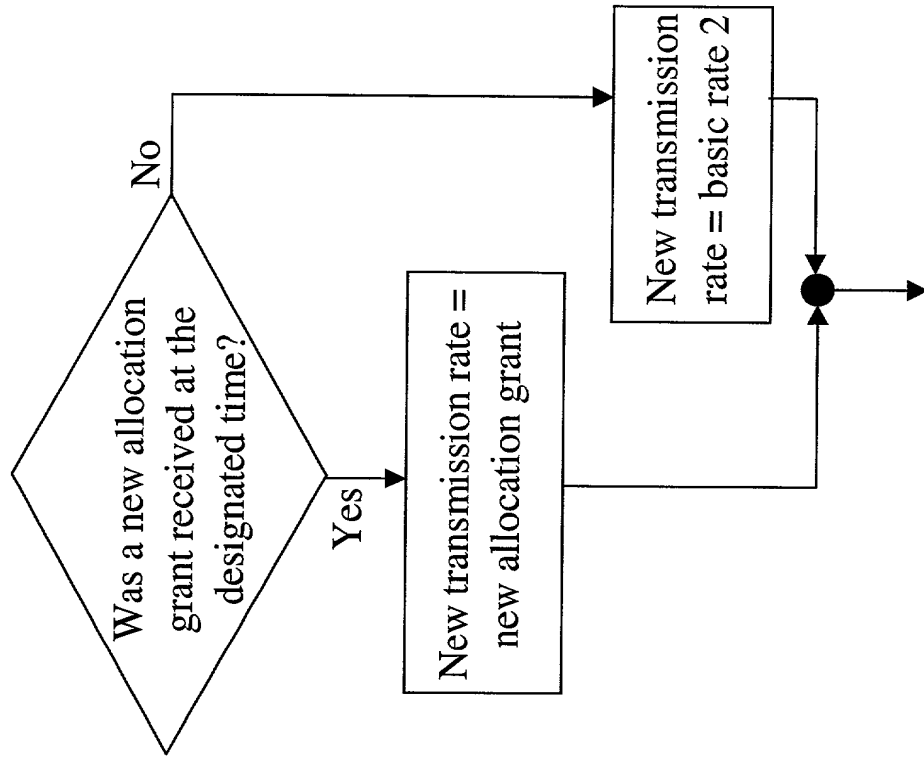 Was a new allocation
grant received at the
designated time?
No
Yes
New transmission rate =
new allocation grant
New transmission
rate = basic rate 2